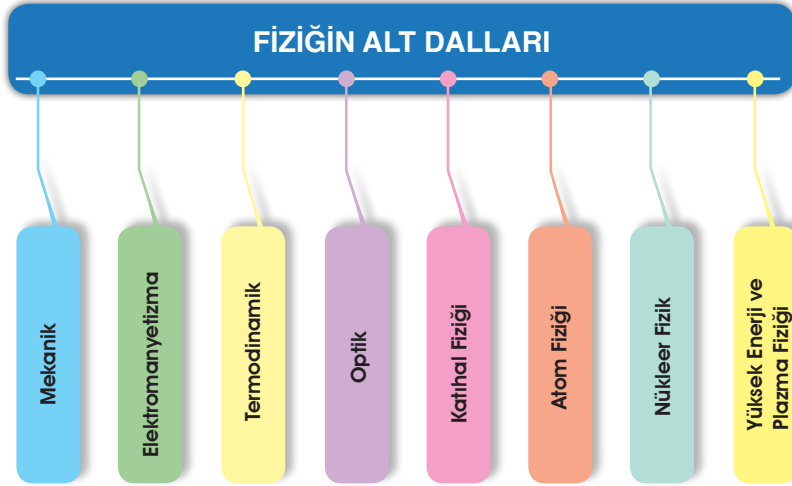 FİZİĞİN ALT DALLARI
Mekanik
Elektromanyetizma
Termodinamik
Optik
Katıhal Fiziği
Atom Fiziği
Nükleer Fizik
Yüksek Enerji ve
Plazma Fiziği